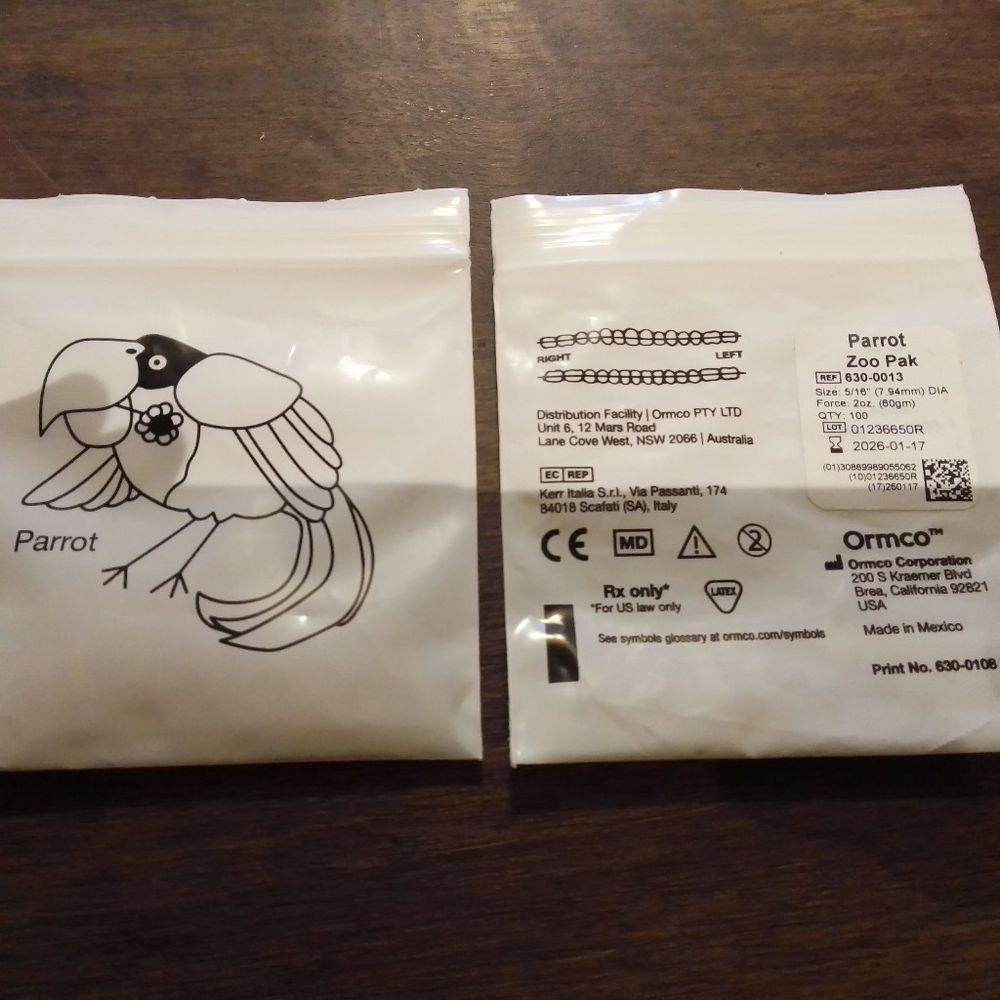 Parrot
RIGHT
LEFT
Distribution Facility | Ormco PTY LTD
Unit 6, 12 Mars Road
Lane Cove West, NSW 2066 | Australia
EC REP
Kerr Italia S.r.l., Via Passanti, 174
84018 Scafati (SA), Italy
CE MD 2
Rx only*
*For US law only
LATEX
See symbols glossary at ormco.com/symbols
Parrot
Zoo Pak
REF 630-0013
Size: 5/16" (7.94mm) DIA
Force: 2oz. (60gm)
QTY: 100
LOT 01236650R
2026-01-17
(01)30889989055062
(10)01236650R
(17)260117
Ormco™
Ormco Corporation
200 S Kraemer Blvd
Brea, California 92821
USA
Made in Mexico
Print No. 630-0108